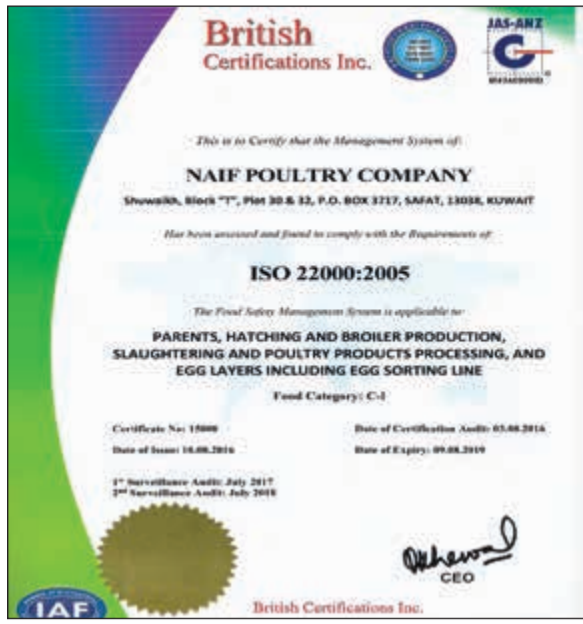 British
Certifications Inc.
JAS-ANZ
This is to Certify that the Management System of:
NAIF POULTRY COMPANY
Shuwaikh, Block "7", Plot 30 & 32, P.O. BOX 3717, SAFAT, 13038, KUWAIT
Has been assessed and found to comply with the Requirements of:
ISO 22000:2005
The Food Safety Management System is applicable to:
PARENTS, HATCHING AND BROILER PRODUCTION,
SLAUGHTERING AND POULTRY PRODUCTS PROCESSING, AND
EGG LAYERS INCLUDING EGG SORTING LINE
Food Category: C-1
Certificate No: 15000
Date of Certification Audit: 03.08.2016
Date of Issue: 10.08.2016
Date of Expiry: 09.08.2019
1st Surveillance Audit: July 2017
2nd Surveillance Audit: July 2018
CEO
IAF
British Certifications Inc.